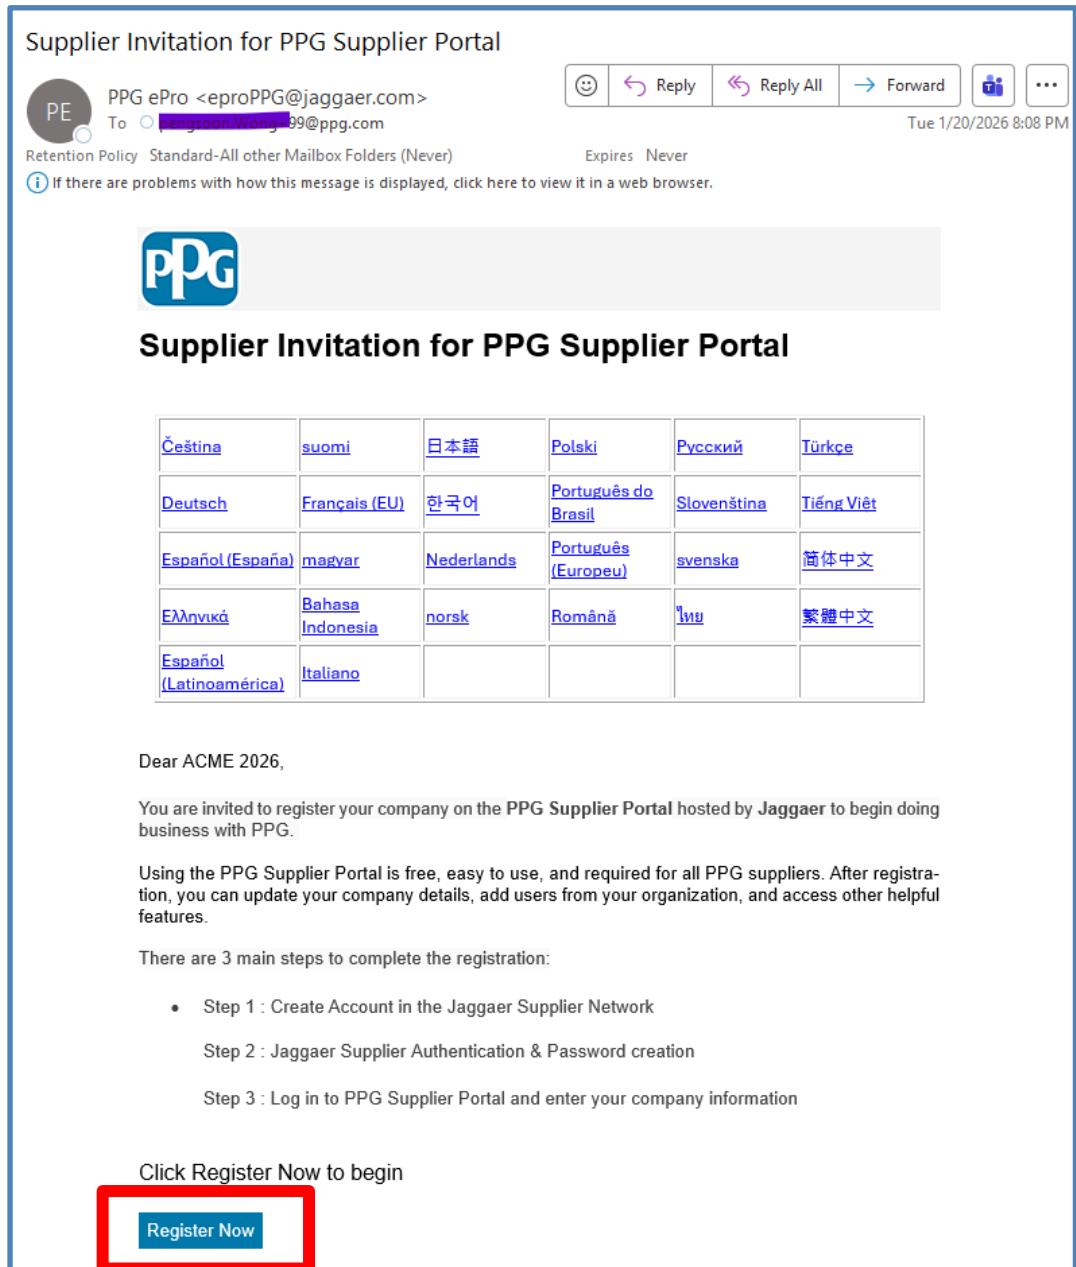 Supplier Invitation for PPG Supplier Portal
PE
PPG ePro <eproPPG@jaggaer.com>
Reply
Reply All
Forward
To
99@ppg.com
Tue 1/20/2026 8:08 PM
Retention Policy Standard-All other Mailbox Folders (Never)
Expires Never
If there are problems with how this message is displayed, click here to view it in a web browser.
PPG
Supplier Invitation for PPG Supplier Portal
Čeština suomi 日本語 Polski Русский Türkçe
Deutsch Français (EU) 한국어 Português do Brasil Slovenština Tiếng Việt
Español (España) magyar Nederlands Português (Europeu) svenska 简体中文
Ελληνικά Bahasa Indonesia norsk Română ไทย 繁體中文
Español (Latinoamérica) Italiano
Dear ACME 2026,
You are invited to register your company on the PPG Supplier Portal hosted by Jaggaer to begin doing
business with PPG.
Using the PPG Supplier Portal is free, easy to use, and required for all PPG suppliers. After registra-
tion, you can update your company details, add users from your organization, and access other helpful
features.
There are 3 main steps to complete the registration:
• Step 1 : Create Account in the Jaggaer Supplier Network
Step 2 : Jaggaer Supplier Authentication & Password creation
Step 3 : Log in to PPG Supplier Portal and enter your company information
Click Register Now to begin
Register Now